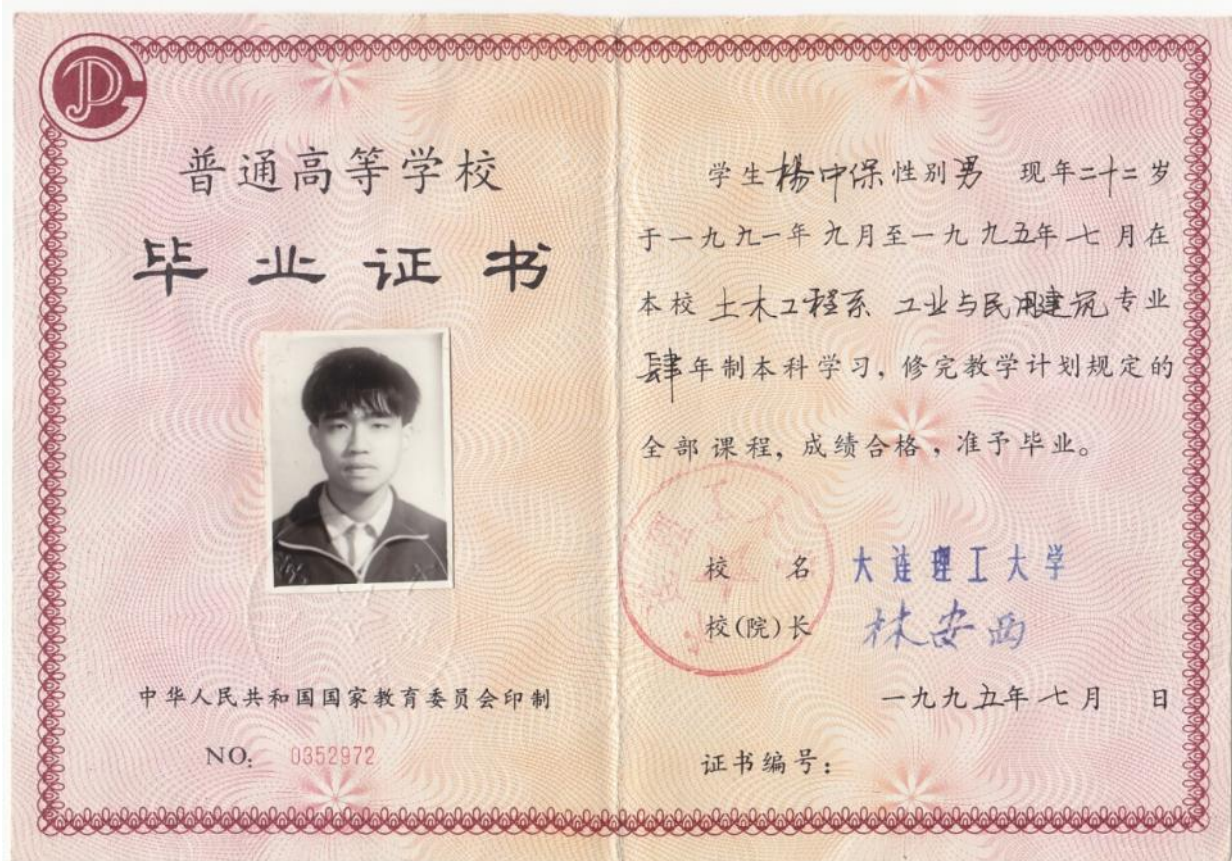 普通高等学校
毕业证书
中华人民共和国国家教育委员会印制
NO: 0352972
学生楊中保性别男 现年二十二岁
于一九九一年九月至一九九五年七月在
本校 土木工程系 工业与民用建筑专业
肆年制本科学习，修完教学计划规定的
全部课程，成绩合格，准予毕业。
校 名 大连理工大学
校(院)长 林安西
一九九五年七月 日
证书编号：